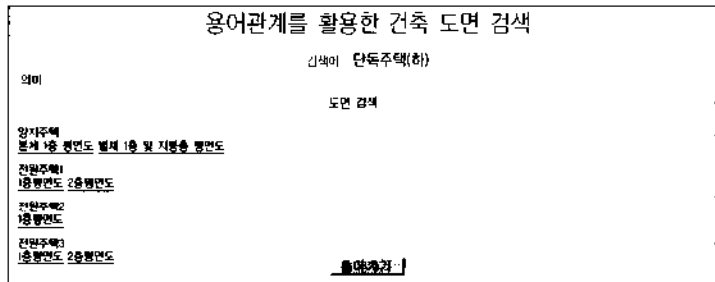 용어관계를 활용한 건축 도면 검색
검색어 단독주택(하)
의미
도면 검색
양지주택
본채 1층 평면도 별채 1층 및 지붕층 평면도
전원주택1
1층평면도 2층평면도
전원주택2
1층평면도
전원주택3
1층평면도 2층평면도
돌아가기